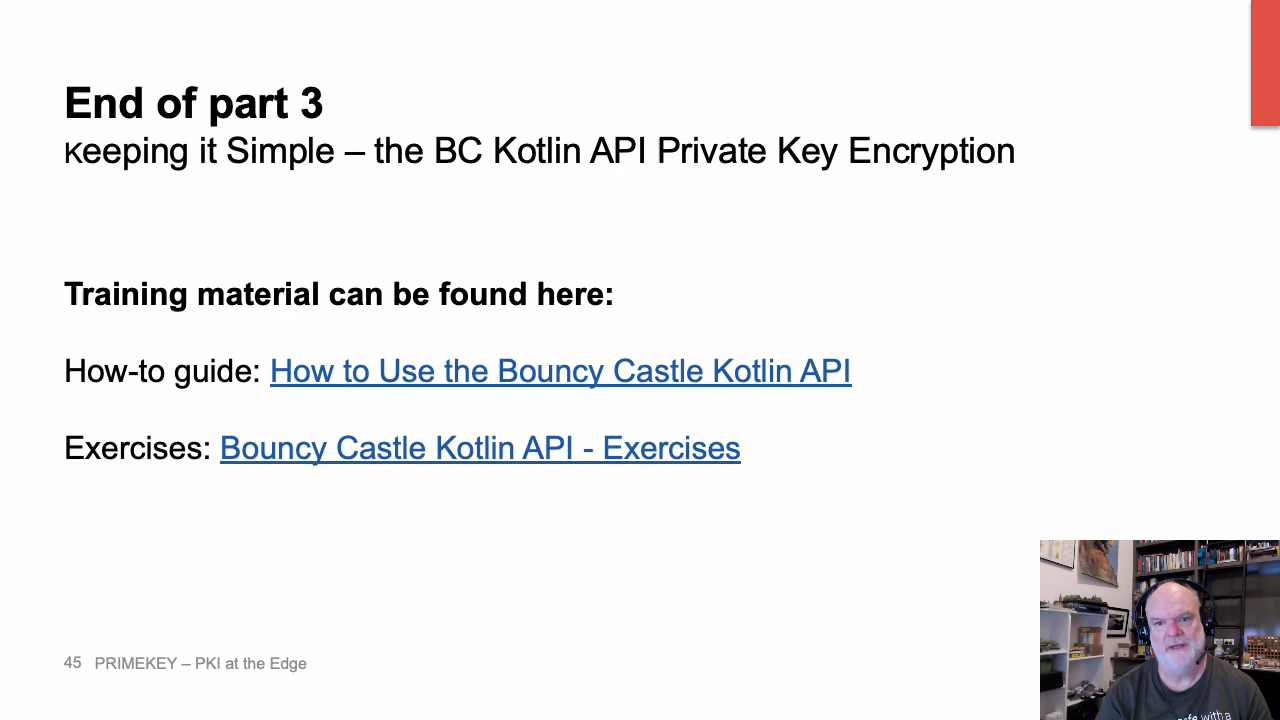 End of part 3
Keeping it Simple – the BC Kotlin API Private Key Encryption
Training material can be found here:
How-to guide: How to Use the Bouncy Castle Kotlin API
Exercises: Bouncy Castle Kotlin API - Exercises
45 PRIMEKEY – PKI at the Edge
with a